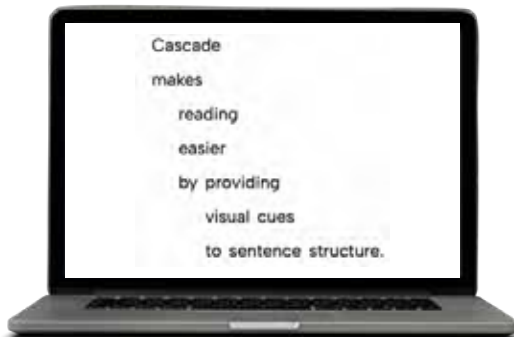 Cascade
makes
reading
easier
by providing
visual cues
to sentence structure.